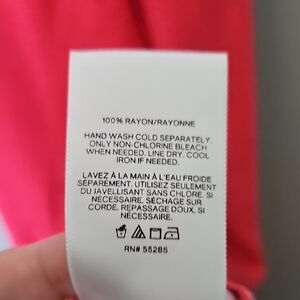 100% RAYON/RAYONNE
HAND WASH COLD SEPARATELY.
ONLY NON-CHLORINE BLEACH
WHEN NEEDED. LINE DRY. COOL
IRON IF NEEDED.
LAVEZ À LA MAIN À L'EAU FROIDE
SÉPARÉMENT. UTILISEZ SEULEMENT
DU JAVELLISANT SANS CHLORE, SI
NÉCESSAIRE. SÉCHAGE SUR
CORDE. REPASSAGE DOUX, SI
NÉCESSAIRE.
RN# 55285